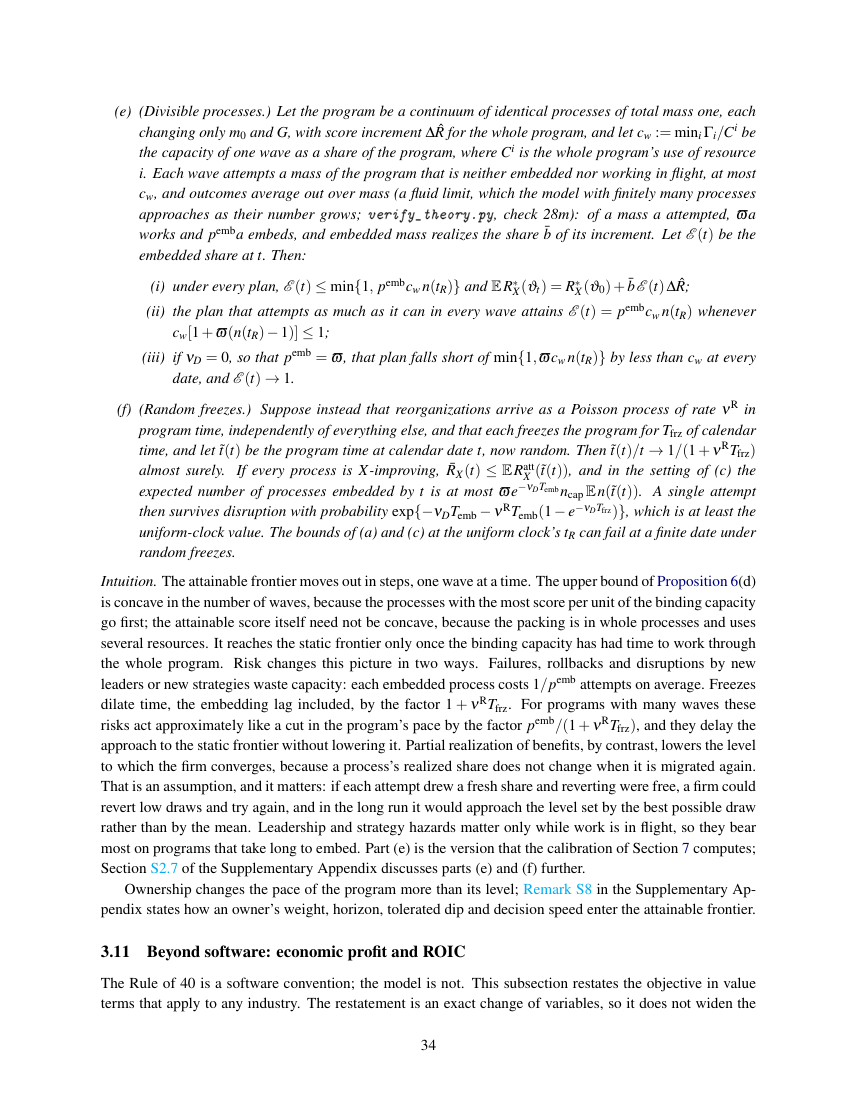 (e) (Divisible processes.) Let the program be a continuum of identical processes of total mass one, each
changing only m₀ and G, with score increment ΔR̂ for the whole program, and let c_w := min_i Γ_i/C^i be
the capacity of one wave as a share of the program, where C^i is the whole program's use of resource
i. Each wave attempts a mass of the program that is neither embedded nor working in flight, at most
c_w, and outcomes average out over mass (a fluid limit, which the model with finitely many processes
approaches as their number grows; verify_theory.py, check 28m): of a mass a attempted, ϖa
works and p^emb a embeds, and embedded mass realizes the share b̄ of its increment. Let ℰ(t) be the
embedded share at t. Then:
(i) under every plan, ℰ(t) ≤ min{1, p^emb c_w n(t_R)} and 𝔼R*_X(ϑ_t) = R*_X(ϑ_0) + b̄ℰ(t)ΔR̂;
(ii) the plan that attempts as much as it can in every wave attains ℰ(t) = p^emb c_w n(t_R) whenever
c_w[1 + ϖ(n(t_R) − 1)] ≤ 1;
(iii) if ν_D = 0, so that p^emb = ϖ, that plan falls short of min{1, ϖc_w n(t_R)} by less than c_w at every
date, and ℰ(t) → 1.
(f) (Random freezes.) Suppose instead that reorganizations arrive as a Poisson process of rate ν^R in
program time, independently of everything else, and that each freezes the program for T_frz of calendar
time, and let t̃(t) be the program time at calendar date t, now random. Then t̃(t)/t → 1/(1 + ν^R T_frz)
almost surely. If every process is X-improving, R̄_X(t) ≤ 𝔼R^att_X(t̃(t)), and in the setting of (c) the
expected number of processes embedded by t is at most ϖe^{−ν_D T_emb} n_cap 𝔼n(t̃(t)). A single attempt
then survives disruption with probability exp{−ν_D T_emb − ν^R T_emb(1 − e^{−ν_D T_frz})}, which is at least the
uniform-clock value. The bounds of (a) and (c) at the uniform clock's t_R can fail at a finite date under
random freezes.
Intuition. The attainable frontier moves out in steps, one wave at a time. The upper bound of Proposition 6(d)
is concave in the number of waves, because the processes with the most score per unit of the binding capacity
go first; the attainable score itself need not be concave, because the packing is in whole processes and uses
several resources. It reaches the static frontier only once the binding capacity has had time to work through
the whole program. Risk changes this picture in two ways. Failures, rollbacks and disruptions by new
leaders or new strategies waste capacity: each embedded process costs 1/p^emb attempts on average. Freezes
dilate time, the embedding lag included, by the factor 1 + ν^R T_frz. For programs with many waves these
risks act approximately like a cut in the program's pace by the factor p^emb/(1 + ν^R T_frz), and they delay the
approach to the static frontier without lowering it. Partial realization of benefits, by contrast, lowers the level
to which the firm converges, because a process's realized share does not change when it is migrated again.
That is an assumption, and it matters: if each attempt drew a fresh share and reverting were free, a firm could
revert low draws and try again, and in the long run it would approach the level set by the best possible draw
rather than by the mean. Leadership and strategy hazards matter only while work is in flight, so they bear
most on programs that take long to embed. Part (e) is the version that the calibration of Section 7 computes;
Section S2.7 of the Supplementary Appendix discusses parts (e) and (f) further.
Ownership changes the pace of the program more than its level; Remark S8 in the Supplementary Ap-
pendix states how an owner's weight, horizon, tolerated dip and decision speed enter the attainable frontier.
3.11 Beyond software: economic profit and ROIC
The Rule of 40 is a software convention; the model is not. This subsection restates the objective in value
terms that apply to any industry. The restatement is an exact change of variables, so it does not widen the
34